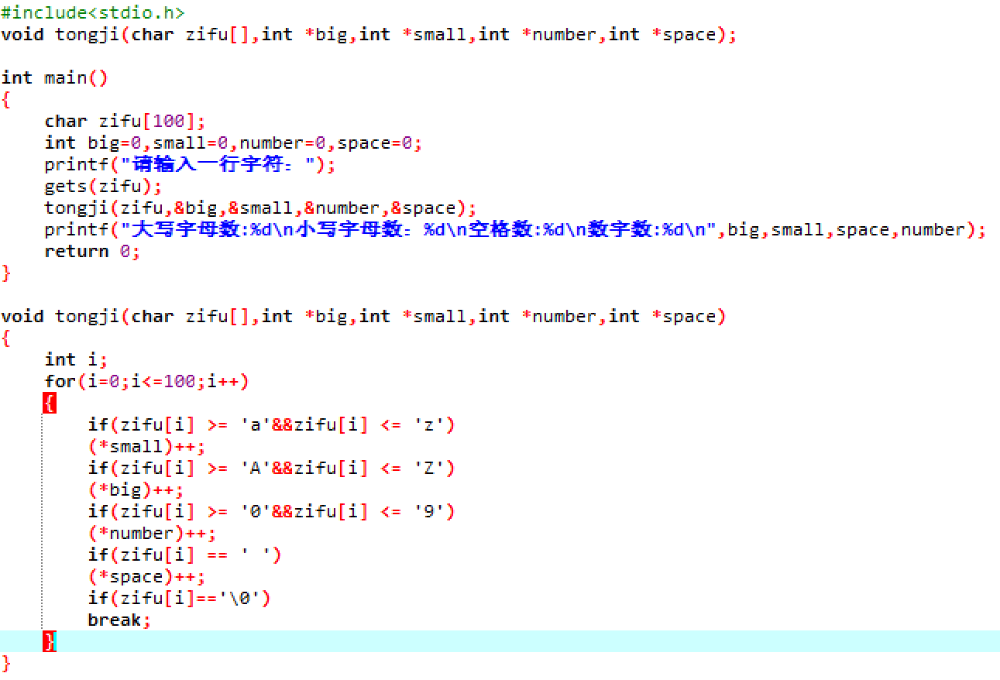 #include<stdio.h>
void tongji(char zifu[],int *big,int *small,int *number,int *space);
int main()
{
    char zifu[100];
    int big=0,small=0,number=0,space=0;
    printf("请输入一行字符：");
    gets(zifu);
    tongji(zifu,&big,&small,&number,&space);
    printf("大写字母数:%d\n小写字母数：%d\n空格数:%d\n数字数:%d\n",big,small,space,number);
    return 0;
}
void tongji(char zifu[],int *big,int *small,int *number,int *space)
{
    int i;
    for(i=0;i<=100;i++)
    {
        if(zifu[i] >= 'a'&&zifu[i] <= 'z')
        (*small)++;
        if(zifu[i] >= 'A'&&zifu[i] <= 'Z')
        (*big)++;
        if(zifu[i] >= '0'&&zifu[i] <= '9')
        (*number)++;
        if(zifu[i] == ' ')
        (*space)++;
        if(zifu[i]=='\0')
        break;
    }
}